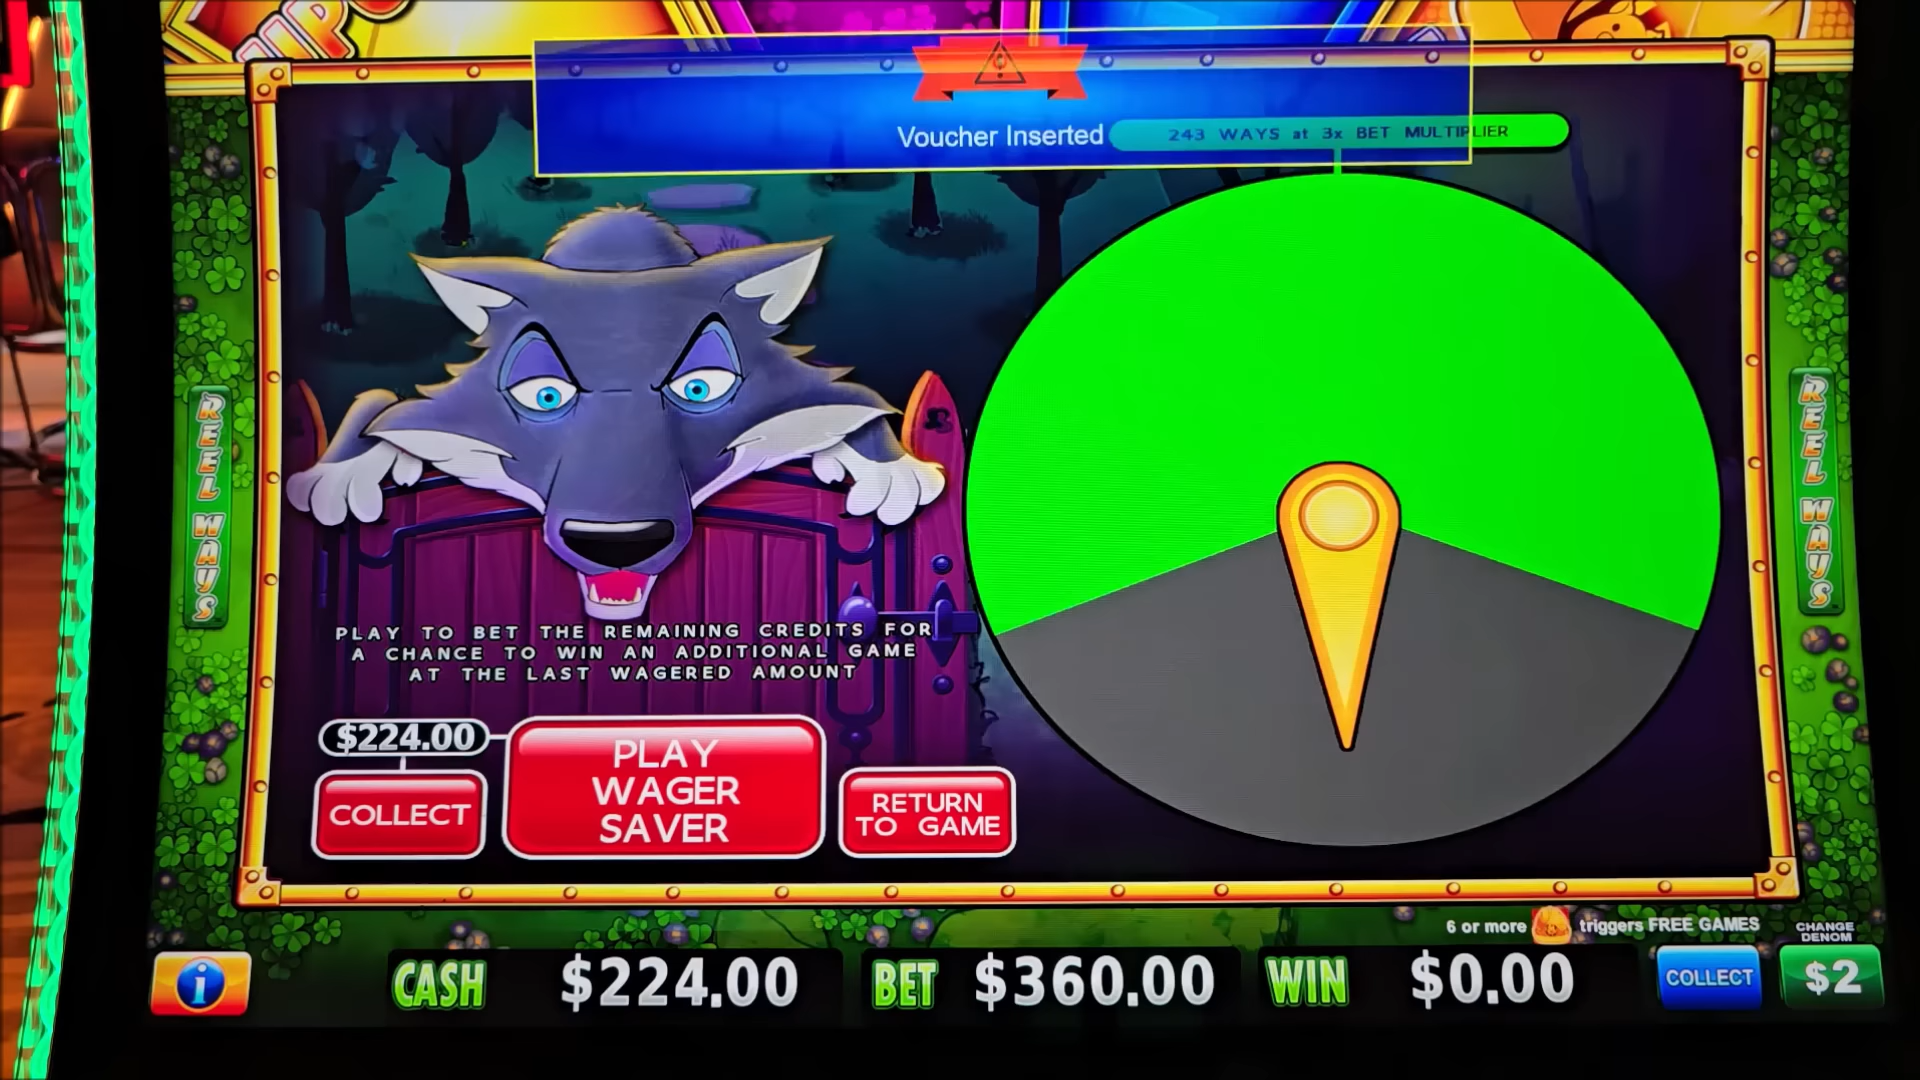 Voucher Inserted
243 WAYS at 3x BET MULTIPLIER
REEL WAYS
REEL WAYS
PLAY TO BET THE REMAINING CREDITS FOR
A CHANCE TO WIN AN ADDITIONAL GAME
AT THE LAST WAGERED AMOUNT
$224.00
COLLECT
PLAY
WAGER
SAVER
RETURN
TO GAME
6 or more triggers FREE GAMES
CHANGE
DENOM
i
CASH $224.00 BET $360.00 WIN $0.00
COLLECT
$2